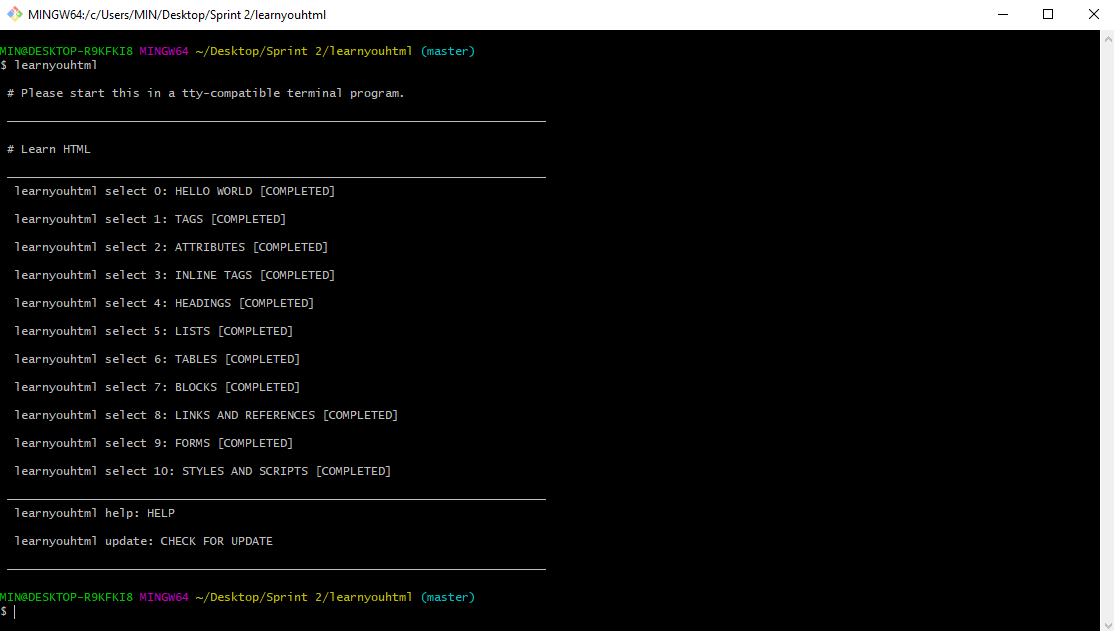 MINGW64:/c/Users/MIN/Desktop/Sprint 2/learnyouhtml
MIN@DESKTOP-R9KFKI8 MINGW64 ~/Desktop/Sprint 2/learnyouhtml (master)
$ learnyouhtml
# Please start this in a tty-compatible terminal program.
# Learn HTML
learnyouhtml select 0: HELLO WORLD [COMPLETED]
learnyouhtml select 1: TAGS [COMPLETED]
learnyouhtml select 2: ATTRIBUTES [COMPLETED]
learnyouhtml select 3: INLINE TAGS [COMPLETED]
learnyouhtml select 4: HEADINGS [COMPLETED]
learnyouhtml select 5: LISTS [COMPLETED]
learnyouhtml select 6: TABLES [COMPLETED]
learnyouhtml select 7: BLOCKS [COMPLETED]
learnyouhtml select 8: LINKS AND REFERENCES [COMPLETED]
learnyouhtml select 9: FORMS [COMPLETED]
learnyouhtml select 10: STYLES AND SCRIPTS [COMPLETED]
learnyouhtml help: HELP
learnyouhtml update: CHECK FOR UPDATE
MIN@DESKTOP-R9KFKI8 MINGW64 ~/Desktop/Sprint 2/learnyouhtml (master)
$